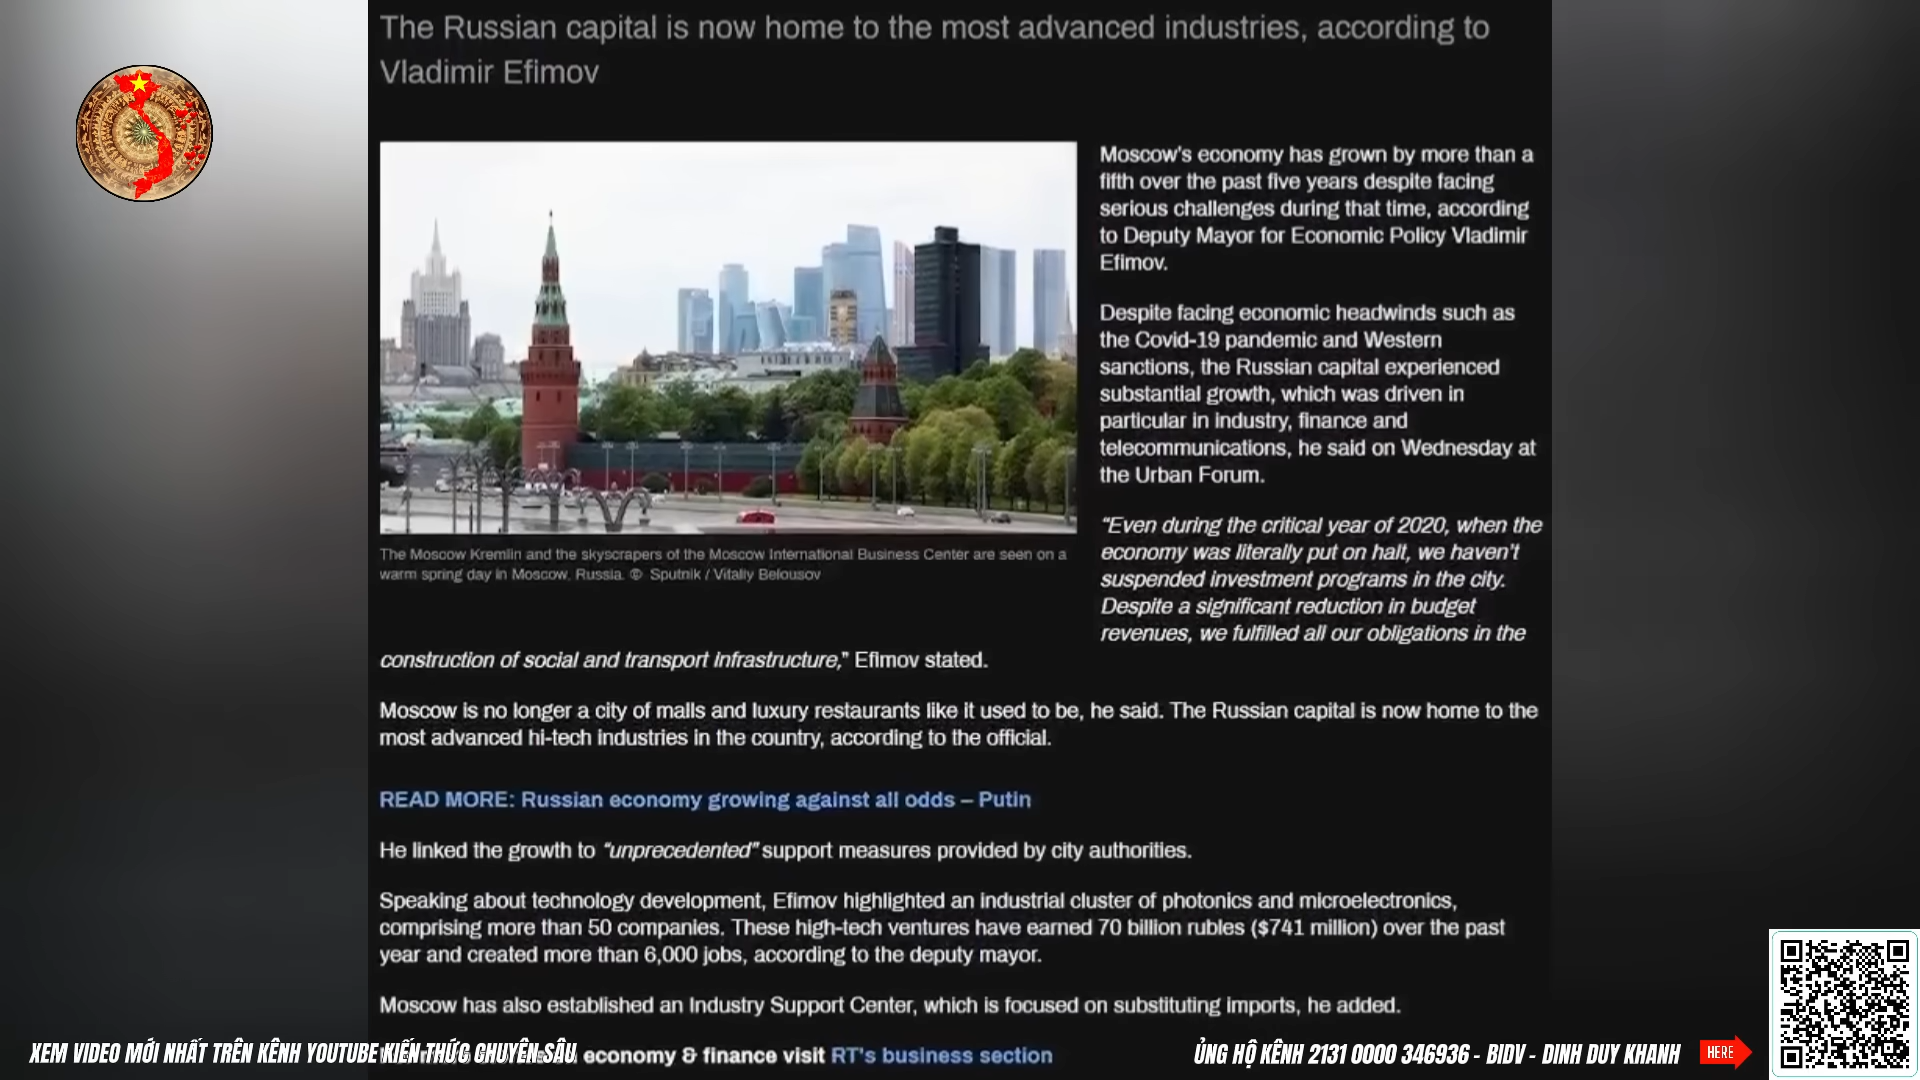 The Russian capital is now home to the most advanced industries, according to
Vladimir Efimov
Moscow's economy has grown by more than a
fifth over the past five years despite facing
serious challenges during that time, according
to Deputy Mayor for Economic Policy Vladimir
Efimov.
Despite facing economic headwinds such as
the Covid-19 pandemic and Western
sanctions, the Russian capital experienced
substantial growth, which was driven in
particular in industry, finance and
telecommunications, he said on Wednesday at
the Urban Forum.
“Even during the critical year of 2020, when the
economy was literally put on halt, we haven't
suspended investment programs in the city.
Despite a significant reduction in budget
revenues, we fulfilled all our obligations in the
The Moscow Kremlin and the skyscrapers of the Moscow International Business Center are seen on a
warm spring day in Moscow, Russia. © Sputnik / Vitaliy Belousov
construction of social and transport infrastructure,” Efimov stated.
Moscow is no longer a city of malls and luxury restaurants like it used to be, he said. The Russian capital is now home to the
most advanced hi-tech industries in the country, according to the official.
READ MORE: Russian economy growing against all odds – Putin
He linked the growth to “unprecedented” support measures provided by city authorities.
Speaking about technology development, Efimov highlighted an industrial cluster of photonics and microelectronics,
comprising more than 50 companies. These high-tech ventures have earned 70 billion rubles ($741 million) over the past
year and created more than 6,000 jobs, according to the deputy mayor.
Moscow has also established an Industry Support Center, which is focused on substituting imports, he added.
economy & finance visit RT's business section
XEM VIDEO MỚI NHẤT TRÊN KÊNH YOUTUBE KIẾN THỨC CHUYÊN SÂU
ỦNG HỘ KÊNH 2131 0000 346936 - BIDV - DINH DUY KHANH
HERE